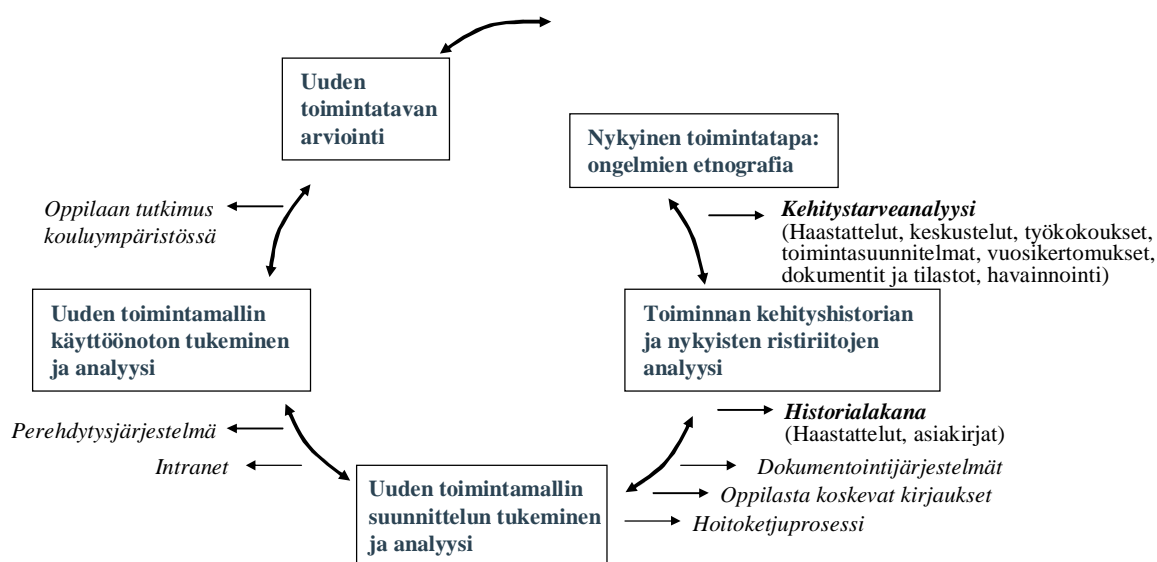 Uuden
toimintatavan
arviointi
Nykyinen toimintatapa:
ongelmien etnografia
Oppilaan tutkimus
kouluympäristössä
Kehitystarveanalyysi
(Haastattelut, keskustelut, työkokoukset,
toimintasuunnitelmat, vuosikertomukset,
dokumentit ja tilastot, havainnointi)
Uuden toimintamallin
käyttöönoton tukeminen
ja analyysi
Toiminnan kehityshistorian
ja nykyisten ristiriitojen
analyysi
Historialakana
(Haastattelut, asiakirjat)
Perehdytysjärjestelmä
Intranet
Dokumentointijärjestelmät
Oppilasta koskevat kirjaukset
Hoitoketjuprosessi
Uuden toimintamallin
suunnittelun tukeminen
ja analyysi